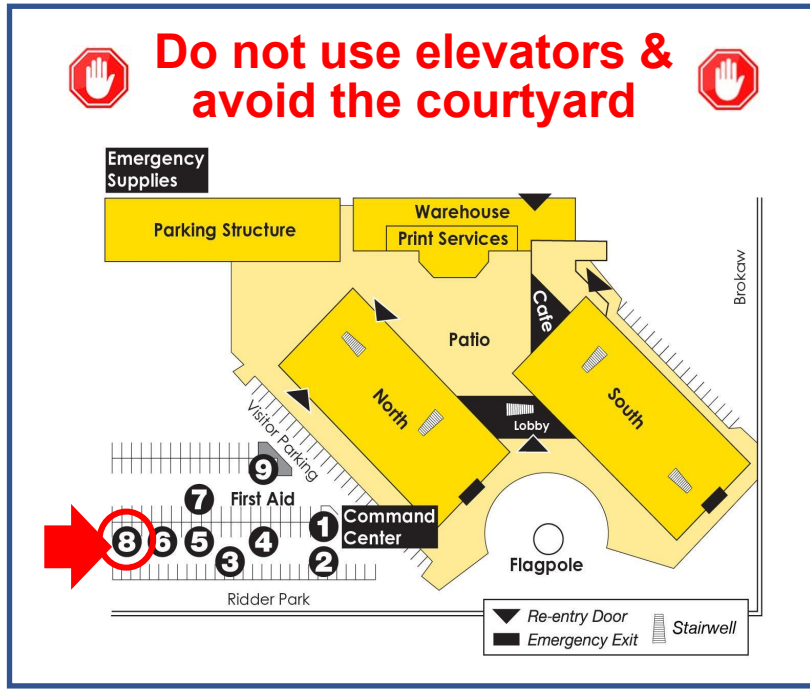 Do not use elevators &
avoid the courtyard
Emergency
Supplies
Parking Structure
Warehouse
Print Services
Brokaw
Cafe
Patio
North
South
Lobby
Visitor Parking
9
7
First Aid
1
Command
Center
8
6
5
4
3
2
Flagpole
Ridder Park
Re-entry Door
Emergency Exit
Stairwell